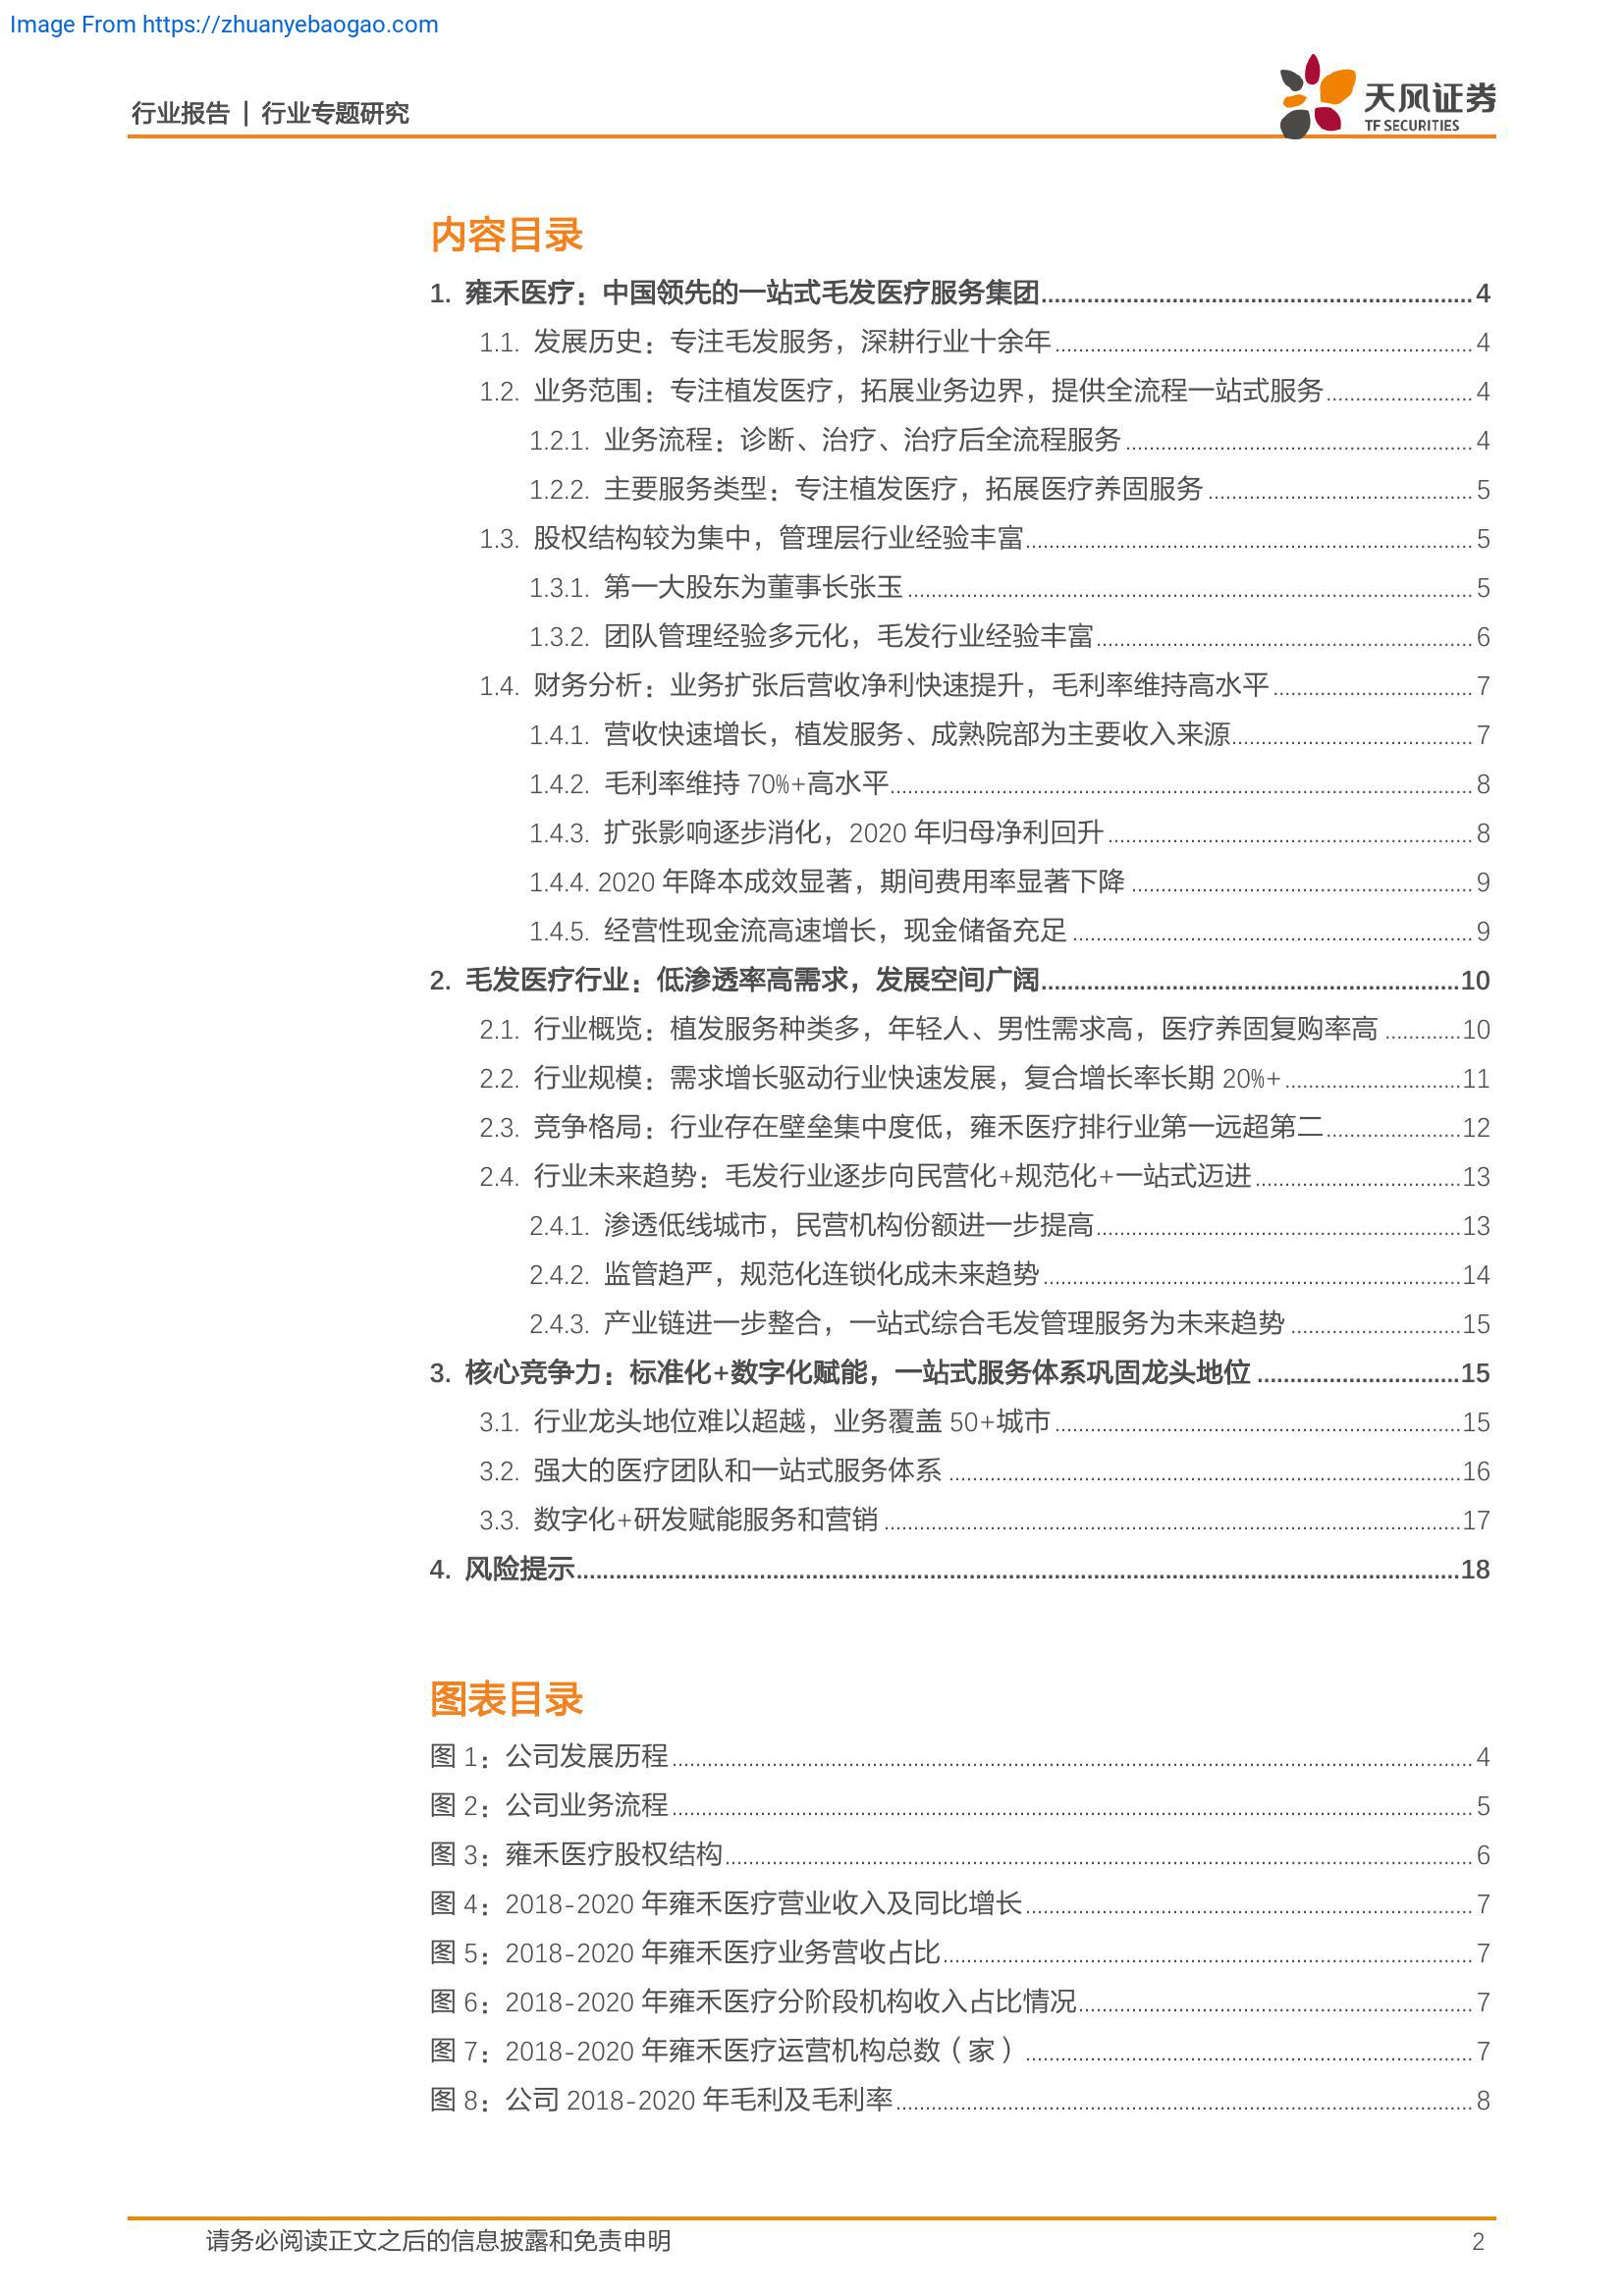 Image From https://zhuanyebaogao.com
行业报告 | 行业专题研究
天风证券
TF SECURITIES
内容目录
1. 雍禾医疗：中国领先的一站式毛发医疗服务集团 4
1.1. 发展历史：专注毛发服务，深耕行业十余年 4
1.2. 业务范围：专注植发医疗，拓展业务边界，提供全流程一站式服务 4
1.2.1. 业务流程：诊断、治疗、治疗后全流程服务 4
1.2.2. 主要服务类型：专注植发医疗，拓展医疗养固服务 5
1.3. 股权结构较为集中，管理层行业经验丰富 5
1.3.1. 第一大股东为董事长张玉 5
1.3.2. 团队管理经验多元化，毛发行业经验丰富 6
1.4. 财务分析：业务扩张后营收净利快速提升，毛利率维持高水平 7
1.4.1. 营收快速增长，植发服务、成熟院部为主要收入来源 7
1.4.2. 毛利率维持 70%+高水平 8
1.4.3. 扩张影响逐步消化，2020 年归母净利回升 8
1.4.4. 2020 年降本成效显著，期间费用率显著下降 9
1.4.5. 经营性现金流高速增长，现金储备充足 9
2. 毛发医疗行业：低渗透率高需求，发展空间广阔 10
2.1. 行业概览：植发服务种类多，年轻人、男性需求高，医疗养固复购率高 10
2.2. 行业规模：需求增长驱动行业快速发展，复合增长率长期 20%+ 11
2.3. 竞争格局：行业存在壁垒集中度低，雍禾医疗排行业第一远超第二 12
2.4. 行业未来趋势：毛发行业逐步向民营化+规范化+一站式迈进 13
2.4.1. 渗透低线城市，民营机构份额进一步提高 13
2.4.2. 监管趋严，规范化连锁化成未来趋势 14
2.4.3. 产业链进一步整合，一站式综合毛发管理服务为未来趋势 15
3. 核心竞争力：标准化+数字化赋能，一站式服务体系巩固龙头地位 15
3.1. 行业龙头地位难以超越，业务覆盖 50+城市 15
3.2. 强大的医疗团队和一站式服务体系 16
3.3. 数字化+研发赋能服务和营销 17
4. 风险提示 18
图表目录
图 1：公司发展历程 4
图 2：公司业务流程 5
图 3：雍禾医疗股权结构 6
图 4：2018-2020 年雍禾医疗营业收入及同比增长 7
图 5：2018-2020 年雍禾医疗业务营收占比 7
图 6：2018-2020 年雍禾医疗分阶段机构收入占比情况 7
图 7：2018-2020 年雍禾医疗运营机构总数（家） 7
图 8：公司 2018-2020 年毛利及毛利率 8
请务必阅读正文之后的信息披露和免责申明 2